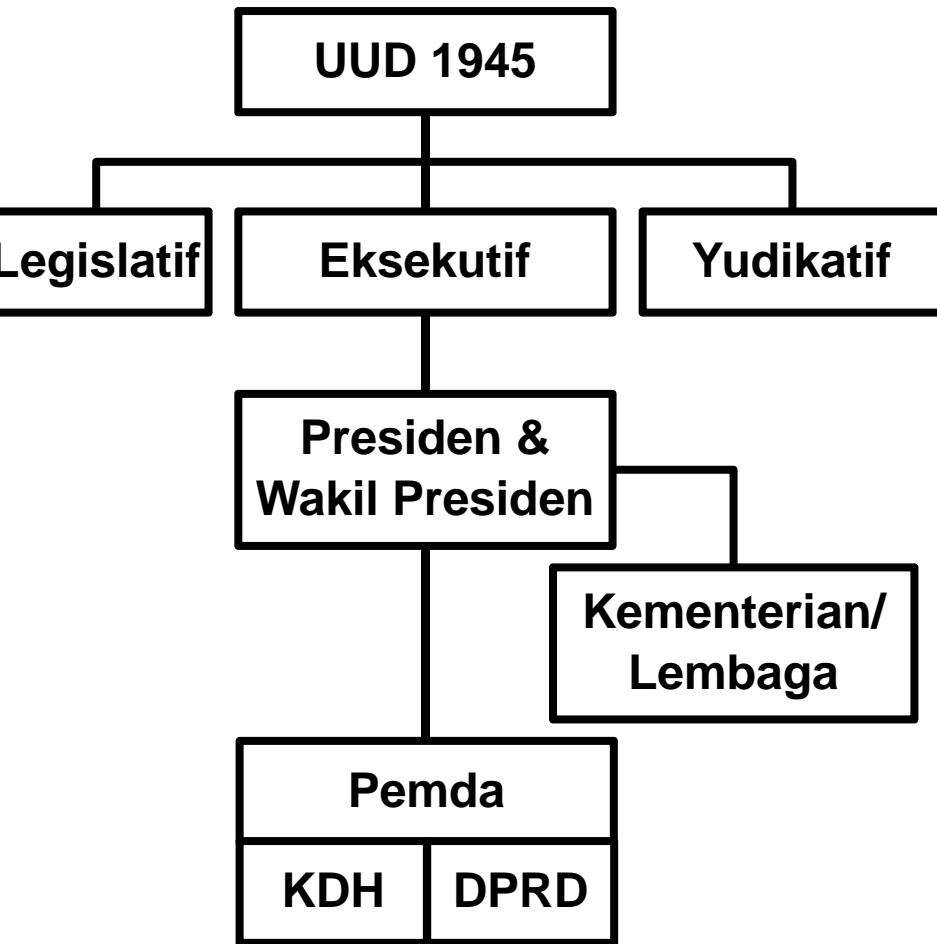 UUD 1945
Legislatif
Eksekutif
Yudikatif
Presiden &
Wakil Presiden
Kementerian/
Lembaga
Pemda
KDH
DPRD